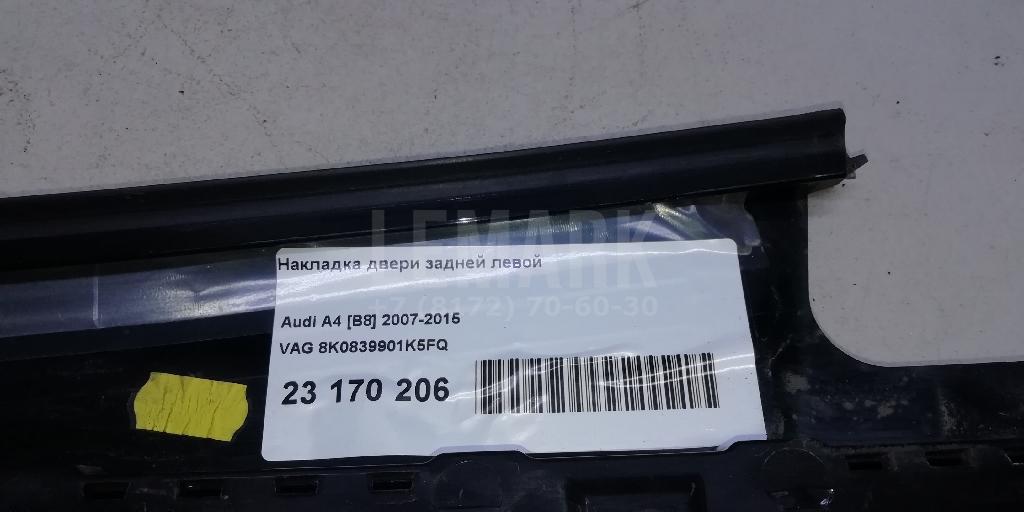 LEMARK
Накладка двери задней левой
+7 (8172) 70-60-30
Audi A4 [B8] 2007-2015
VAG 8K0839901K5FQ
23 170 206